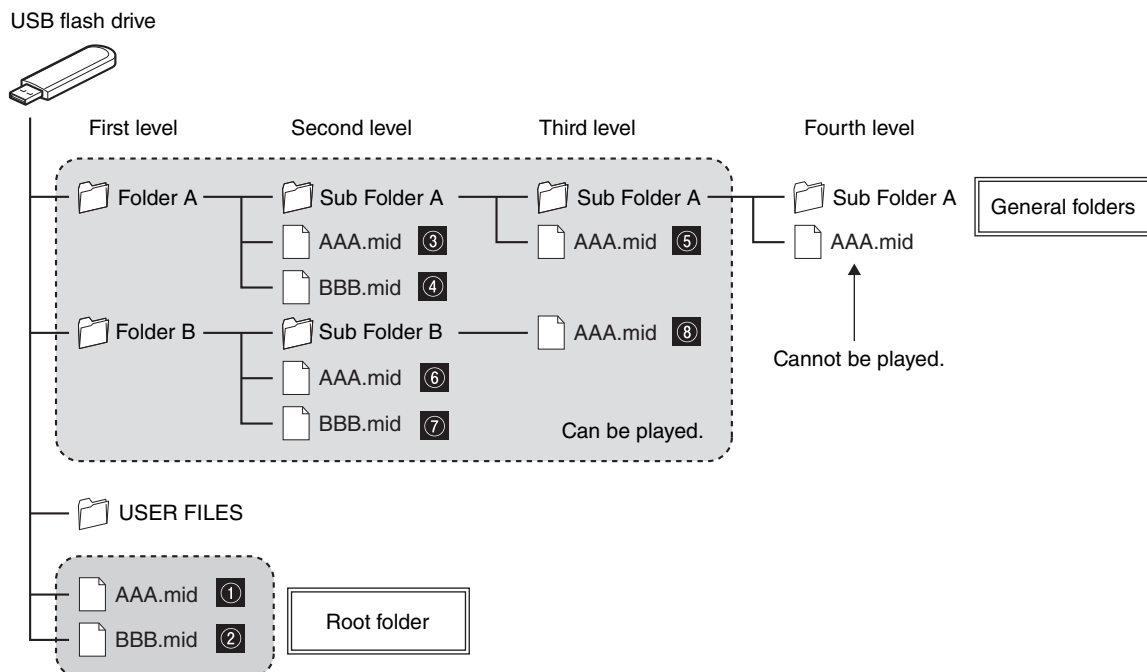 USB flash drive
First level Second level Third level Fourth level
Folder A Sub Folder A Sub Folder A Sub Folder A
General folders
AAA.mid ③ AAA.mid ⑤ AAA.mid
BBB.mid ④
Folder B Sub Folder B AAA.mid ⑧
Cannot be played.
AAA.mid ⑥
BBB.mid ⑦
Can be played.
USER FILES
AAA.mid ①
BBB.mid ②
Root folder